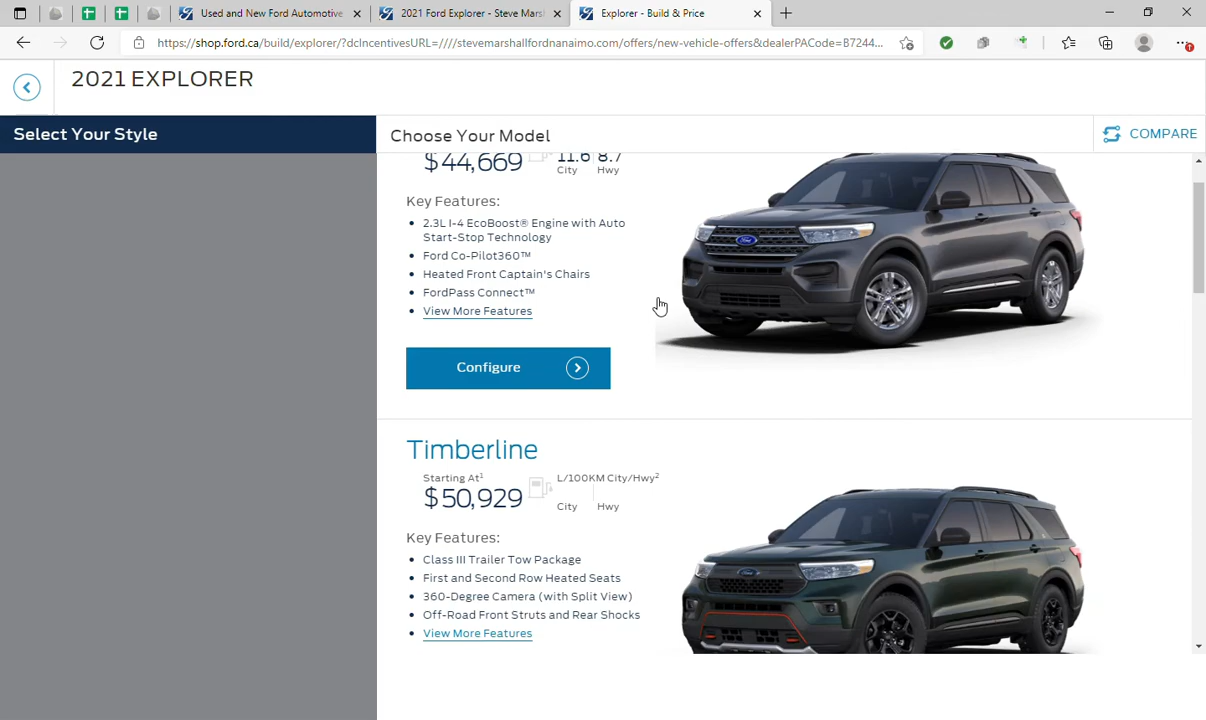 Used and New Ford Automotive
2021 Ford Explorer - Steve Mars
Explorer - Build & Price
https://shop.ford.ca/build/explorer/?dcIncentivesURL=////stevemarshallfordnanaimo.com/offers/new-vehicle-offers&dealerPACode=B7244...
2021 EXPLORER
Select Your Style
Choose Your Model
COMPARE
$44,669
11.6 8.7
City Hwy
Key Features:
• 2.3L I-4 EcoBoost® Engine with Auto
Start-Stop Technology
• Ford Co-Pilot360™
• Heated Front Captain's Chairs
• FordPass Connect™
• View More Features
Configure
Timberline
Starting At¹
L/100KM City/Hwy²
$50,929
City Hwy
Key Features:
• Class III Trailer Tow Package
• First and Second Row Heated Seats
• 360-Degree Camera (with Split View)
• Off-Road Front Struts and Rear Shocks
• View More Features